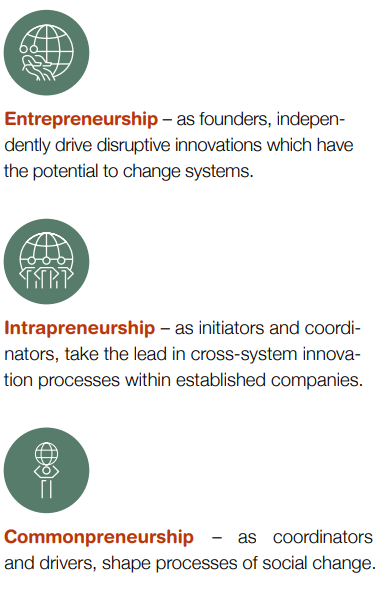 Entrepreneurship – as founders, indepen-
dently drive disruptive innovations which have
the potential to change systems.
Intrapreneurship – as initiators and coordi-
nators, take the lead in cross-system innova-
tion processes within established companies.
Commonpreneurship – as coordinators
and drivers, shape processes of social change.